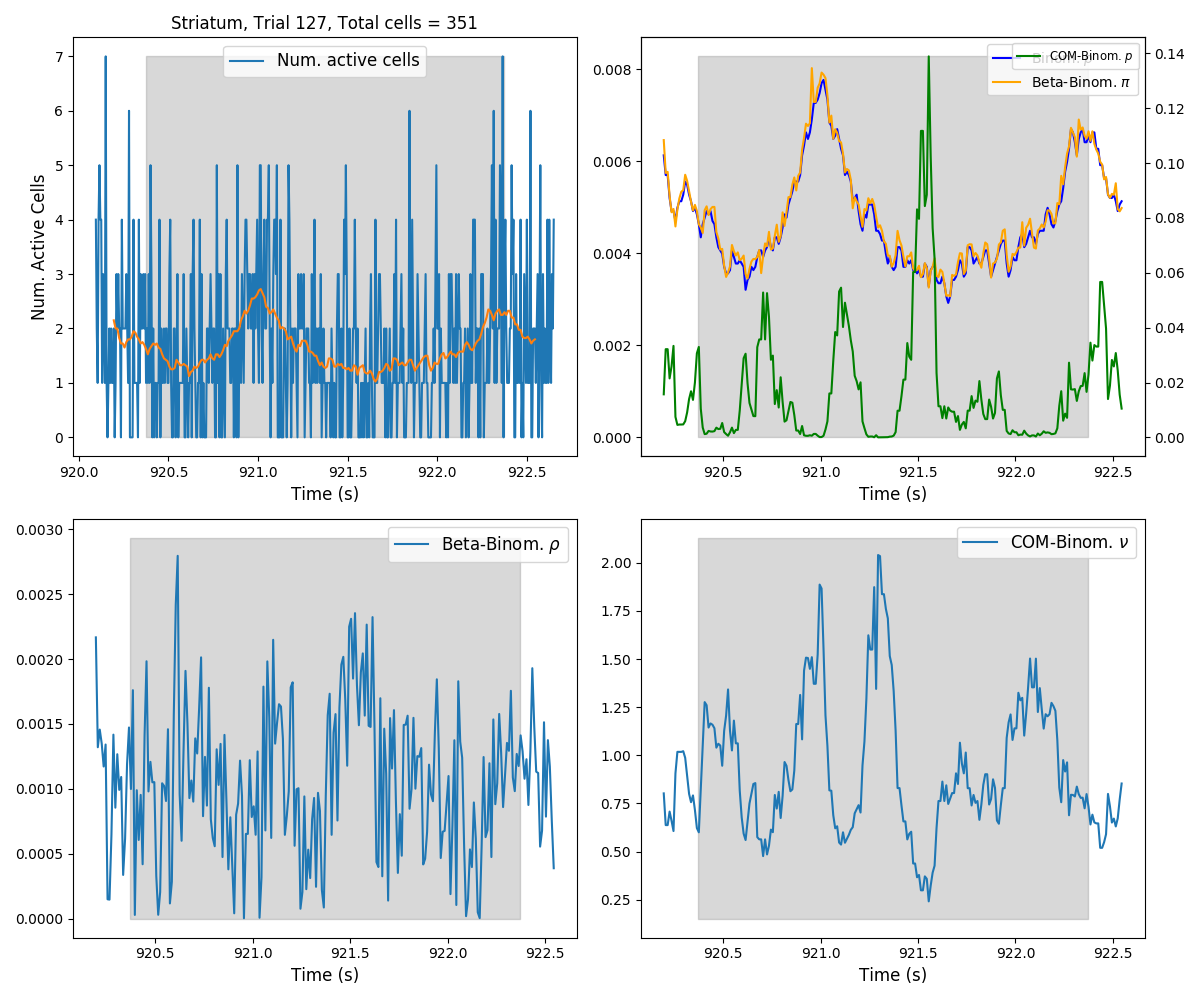 Striatum, Trial 127, Total cells = 351
Num. Active Cells
7
6
5
4
3
2
1
0
Num. active cells
920.0 920.5 921.0 921.5 922.0 922.5
Time (s)
0.008
0.006
0.004
0.002
0.000
COM-Binom. p
Beta-Binom. π
0.14
0.12
0.10
0.08
0.06
0.04
0.02
0.00
920.5 921.0 921.5 922.0 922.5
Time (s)
0.0030
0.0025
0.0020
0.0015
0.0010
0.0005
0.0000
Beta-Binom. ρ
920.5 921.0 921.5 922.0 922.5
Time (s)
2.00
1.75
1.50
1.25
1.00
0.75
0.50
0.25
COM-Binom. ν
920.5 921.0 921.5 922.0 922.5
Time (s)